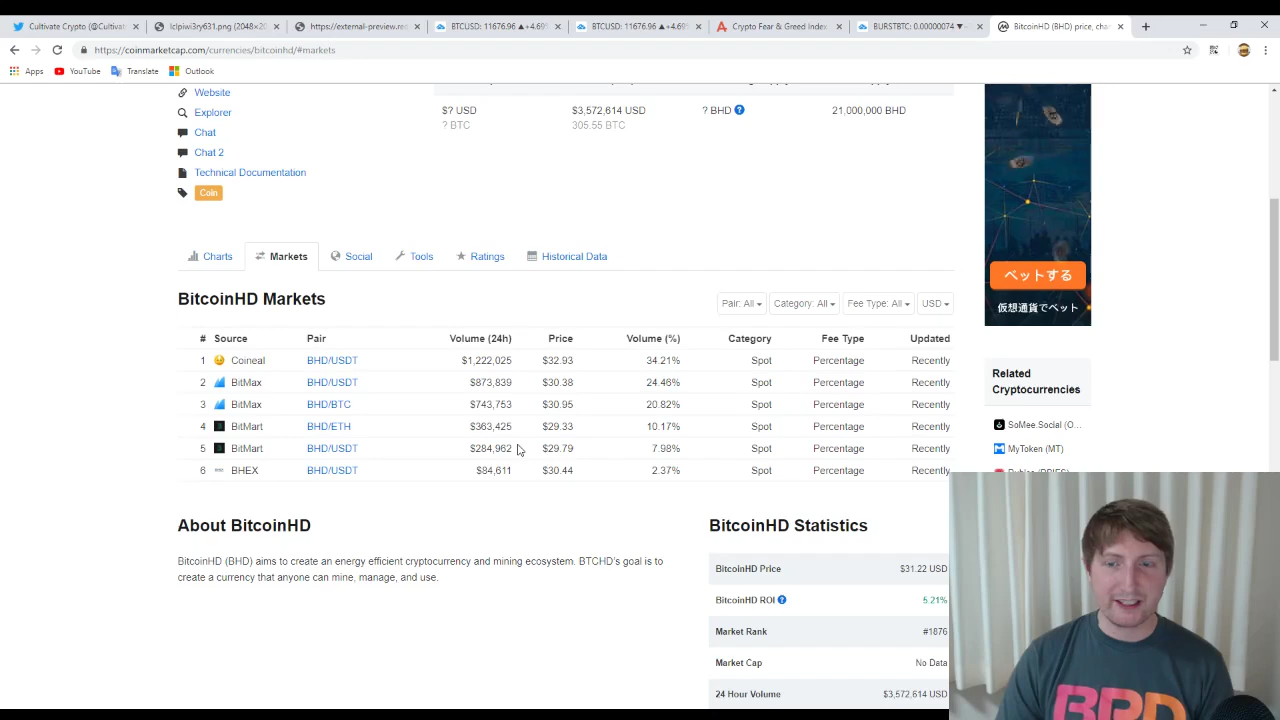 Cultivate Crypto (@Cultivat
lclpiwi3ry631.png (2048×20
https://external-preview.red
BTCUSD: 11676.96 ▲+4.69
BTCUSD: 11676.96 ▲+4.69
Crypto Fear & Greed Index
BURSTBTC: 0.00000074 ▼
BitcoinHD (BHD) price, cha
https://coinmarketcap.com/currencies/bitcoinhd/#markets
Apps
YouTube
Translate
Outlook
Website
Explorer
Chat
Chat 2
Technical Documentation
Coin
$? USD
$3,572,614 USD
? BHD
21,000,000 BHD
? BTC
305.55 BTC
ベットする
仮想通貨でベット
Charts
Markets
Social
Tools
Ratings
Historical Data
BitcoinHD Markets
Pair: All
Category: All
Fee Type: All
USD
# Source Pair Volume (24h) Price Volume (%) Category Fee Type Updated
1 Coineal BHD/USDT $1,222,025 $32.93 34.21% Spot Percentage Recently
2 BitMax BHD/USDT $873,839 $30.38 24.46% Spot Percentage Recently
3 BitMax BHD/BTC $743,753 $30.95 20.82% Spot Percentage Recently
4 BitMart BHD/ETH $363,425 $29.33 10.17% Spot Percentage Recently
5 BitMart BHD/USDT $284,962 $29.79 7.98% Spot Percentage Recently
6 BHEX BHD/USDT $84,611 $30.44 2.37% Spot Percentage Recently
Related
Cryptocurrencies
SoMee.Social (O...
MyToken (MT)
About BitcoinHD
BitcoinHD (BHD) aims to create an energy efficient cryptocurrency and mining ecosystem. BTCHD's goal is to
create a currency that anyone can mine, manage, and use.
BitcoinHD Statistics
BitcoinHD Price $31.22 USD
BitcoinHD ROI 5.21%
Market Rank #1876
Market Cap No Data
24 Hour Volume $3,572,614 USD
BPD